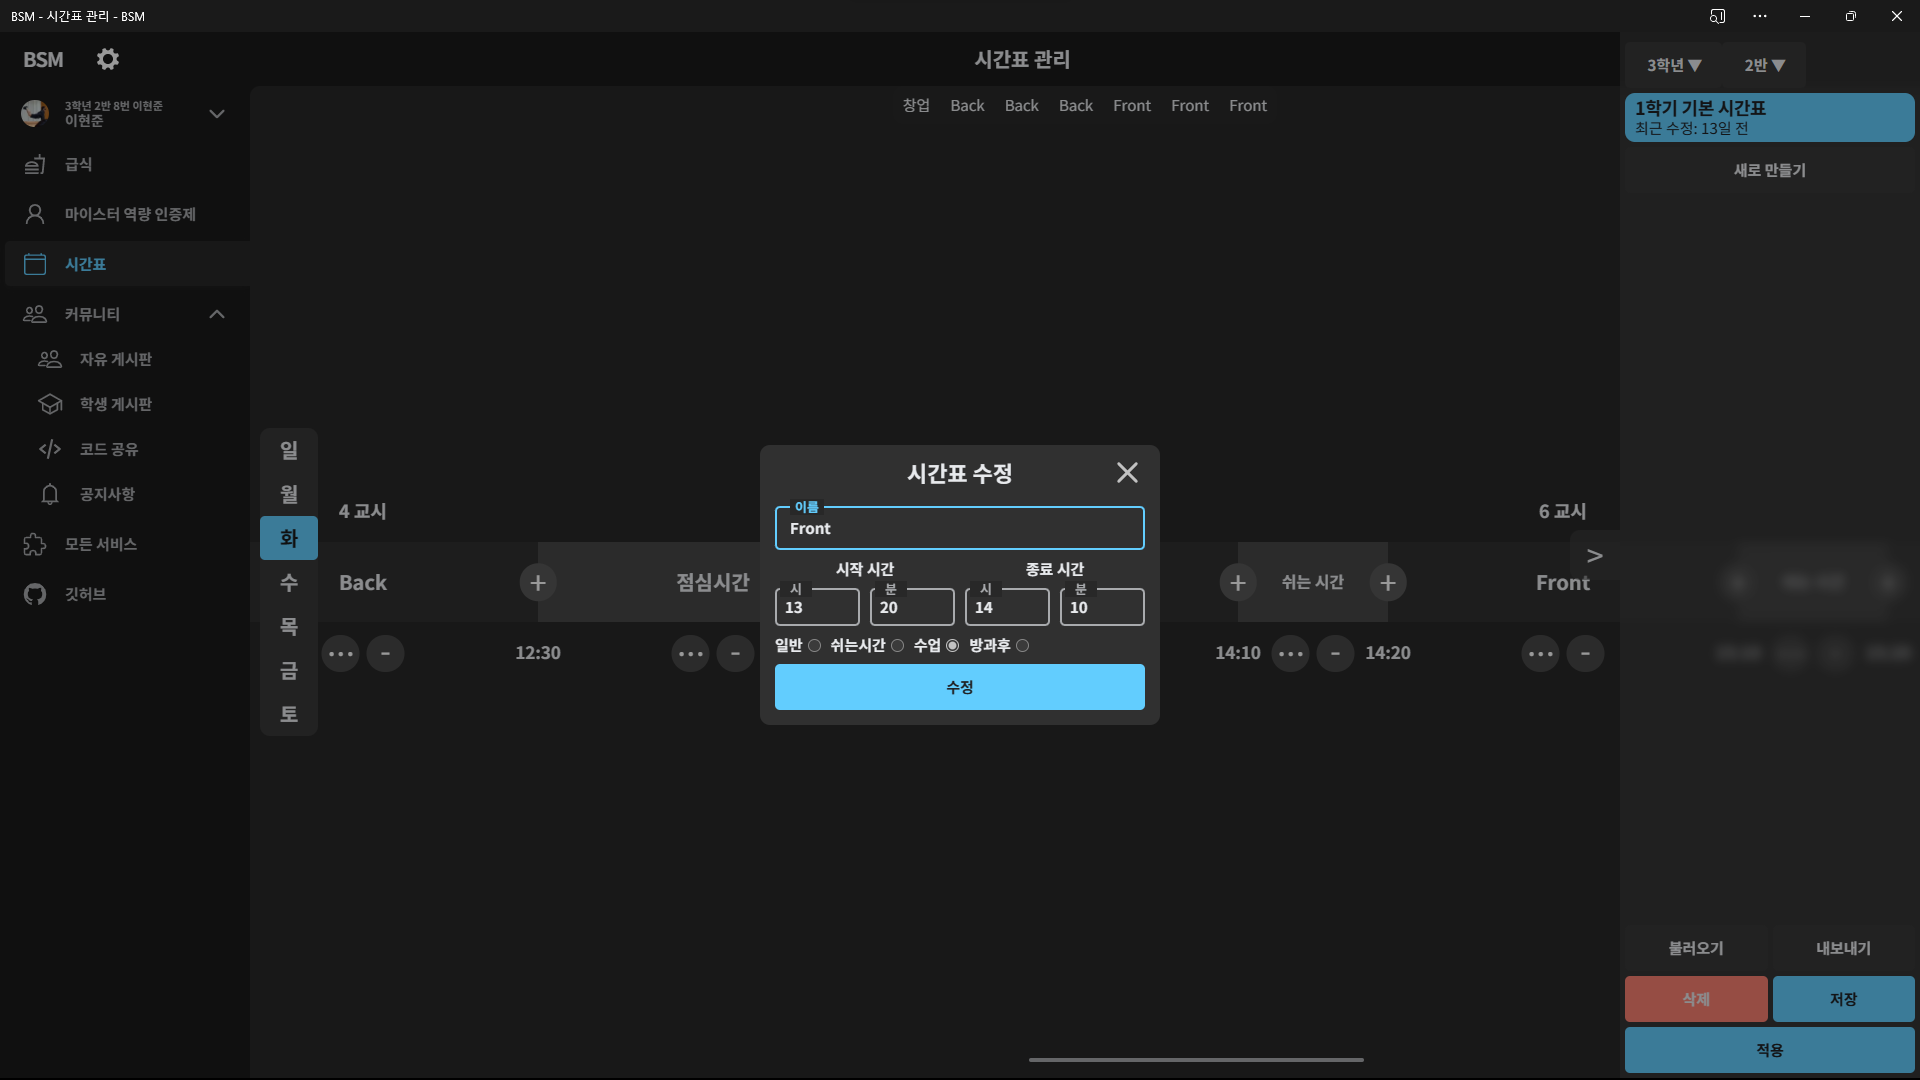 BSM - 시간표 관리 - BSM
BSM
시간표 관리
3학년 2반 8번 이현준
이현준
급식
마이스터 역량 인증제
시간표
커뮤니티
자유 게시판
학생 게시판
코드 공유
공지사항
모든 서비스
깃허브
창업 Back Back Back Front Front Front
일
월
화
수
목
금
토
4 교시
6 교시
Back + 점심시간
+ 쉬는 시간 + Front
>
... - 12:30 ... -
14:10 ... - 14:20 ... -
시간표 수정
이름
Front
시작 시간 종료 시간
시 분 시 분
13 20 14 10
일반 쉬는시간 수업 방과후
수정
3학년▼ 2반▼
1학기 기본 시간표
최근 수정: 13일 전
새로 만들기
불러오기 내보내기
삭제 저장
적용